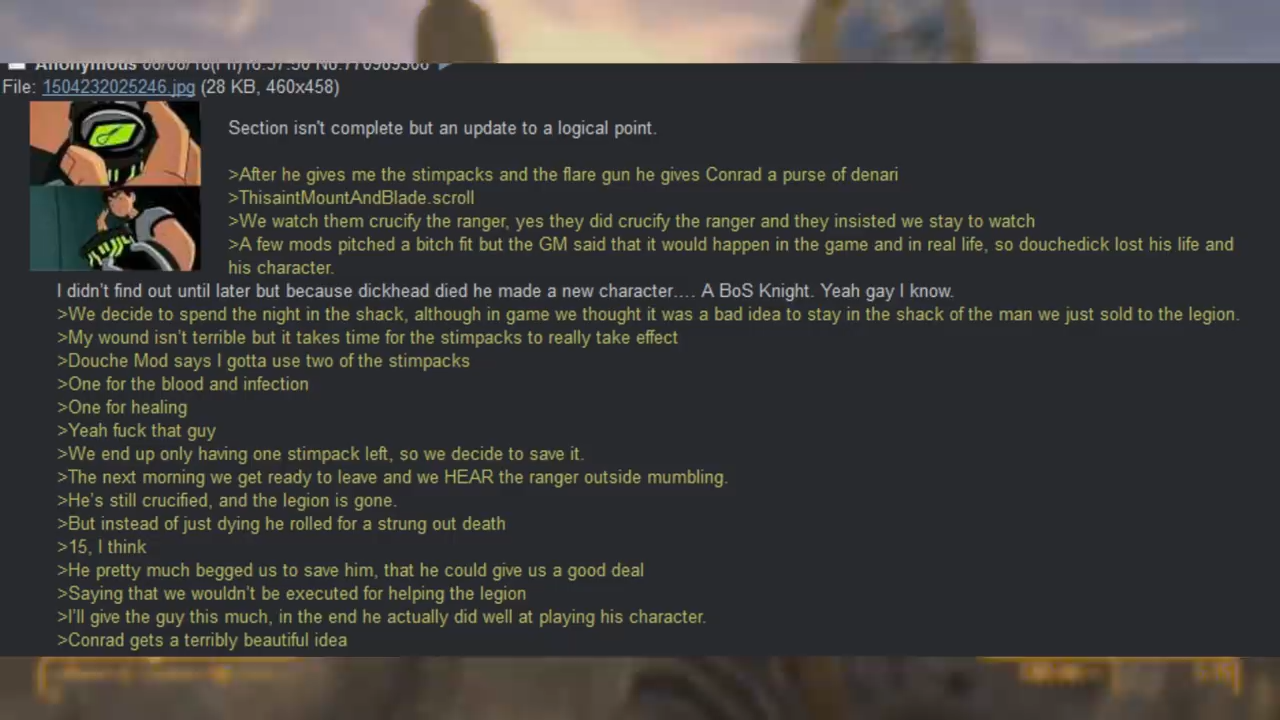 Anonymous
File: 1504232025246.jpg (28 KB, 460x458)
Section isn't complete but an update to a logical point.
>After he gives me the stimpacks and the flare gun he gives Conrad a purse of denari
>ThisaintMountAndBlade.scroll
>We watch them crucify the ranger, yes they did crucify the ranger and they insisted we stay to watch
>A few mods pitched a bitch fit but the GM said that it would happen in the game and in real life, so douchedick lost his life and
his character.
I didn't find out until later but because dickhead died he made a new character.... A BoS Knight. Yeah gay I know.
>We decide to spend the night in the shack, although in game we thought it was a bad idea to stay in the shack of the man we just sold to the legion.
>My wound isn't terrible but it takes time for the stimpacks to really take effect
>Douche Mod says I gotta use two of the stimpacks
>One for the blood and infection
>One for healing
>Yeah fuck that guy
>We end up only having one stimpack left, so we decide to save it.
>The next morning we get ready to leave and we HEAR the ranger outside mumbling.
>He's still crucified, and the legion is gone.
>But instead of just dying he rolled for a strung out death
>15, I think
>He pretty much begged us to save him, that he could give us a good deal
>Saying that we wouldn't be executed for helping the legion
>I'll give the guy this much, in the end he actually did well at playing his character.
>Conrad gets a terribly beautiful idea